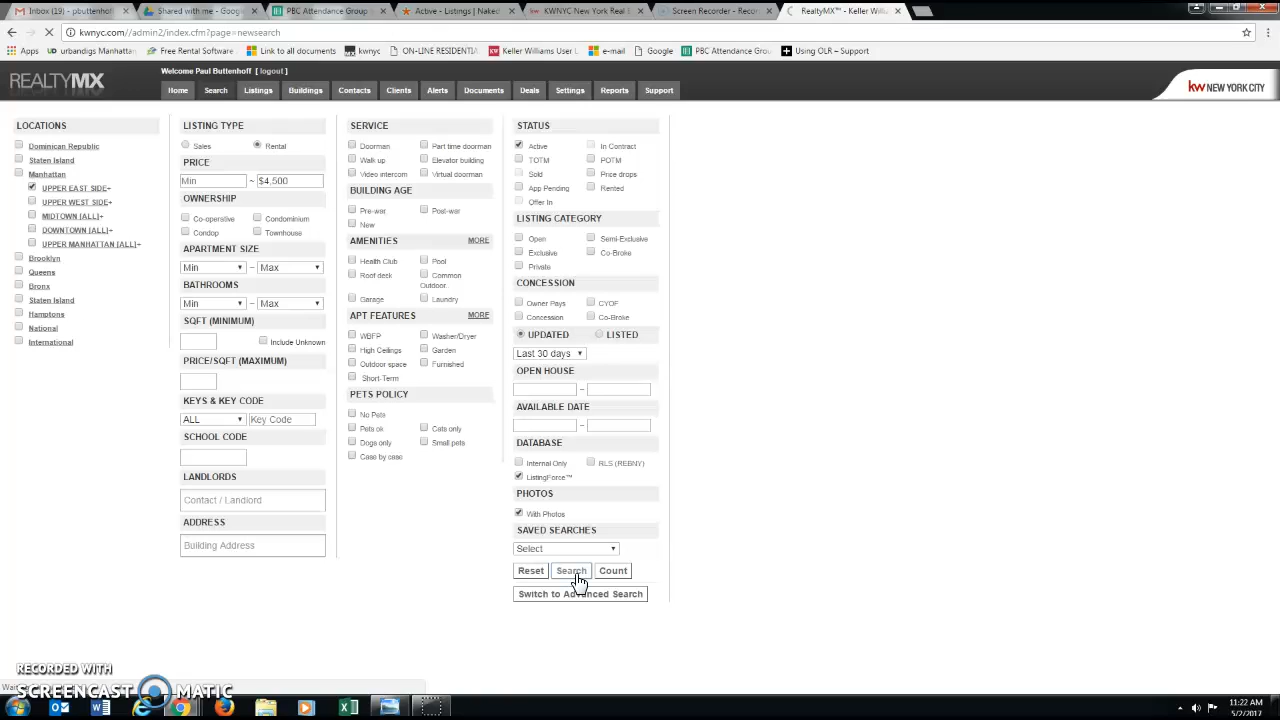 Inbox (19) - pbuttenhof
Shared with me - Goog
PBC Attendance Group
Active - Listings | Naked
KWNYC New York Real E
Screen Recorder - Recor
RealtyMX™ - Keller Willi
kwnyc.com//admin2/index.cfm?page=newsearch
Apps
urbandigs Manhattan
Free Rental Software
Link to all documents
kwnyc
ON-LINE RESIDENTIA
Keller Williams User L
e-mail
Google
PBC Attendance Grou
Using OLR – Support
REALTYMX
Welcome Paul Buttenhoff [ logout ]
Home
Search
Listings
Buildings
Contacts
Clients
Alerts
Documents
Deals
Settings
Reports
Support
kw NEW YORK CITY
LOCATIONS
Dominican Republic
Staten Island
Manhattan
UPPER EAST SIDE+
UPPER WEST SIDE+
MIDTOWN [ALL]+
DOWNTOWN [ALL]+
UPPER MANHATTAN [ALL]+
Brooklyn
Queens
Bronx
Staten Island
Hamptons
National
International
LISTING TYPE
Sales
Rental
PRICE
Min ~ $4,500
OWNERSHIP
Co-operative
Condominium
Condop
Townhouse
APARTMENT SIZE
Min – Max
BATHROOMS
Min – Max
SQFT (MINIMUM)
Include Unknown
PRICE/SQFT (MAXIMUM)
KEYS & KEY CODE
ALL
Key Code
SCHOOL CODE
LANDLORDS
Contact / Landlord
ADDRESS
Building Address
SERVICE
Doorman
Part time doorman
Walk up
Elevator building
Video intercom
Virtual doorman
BUILDING AGE
Pre-war
Post-war
New
AMENITIES
MORE
Health Club
Pool
Roof deck
Common Outdoor..
Garage
Laundry
APT FEATURES
MORE
WBFP
Washer/Dryer
High Ceilings
Garden
Outdoor space
Furnished
Short-Term
PETS POLICY
No Pets
Pets ok
Cats only
Dogs only
Small pets
Case by case
STATUS
Active
In Contract
TOTM
POTM
Sold
Price drops
App Pending
Rented
Offer In
LISTING CATEGORY
Open
Semi-Exclusive
Exclusive
Co-Broke
Private
CONCESSION
Owner Pays
CYOF
Concession
Co-Broke
UPDATED
LISTED
Last 30 days
OPEN HOUSE
–
AVAILABLE DATE
–
DATABASE
Internal Only
RLS (REBNY)
ListingForce™
PHOTOS
With Photos
SAVED SEARCHES
Select
Reset
Search
Count
Switch to Advanced Search
RECORDED WITH
SCREENCAST MATIC
11:22 AM
5/2/2017